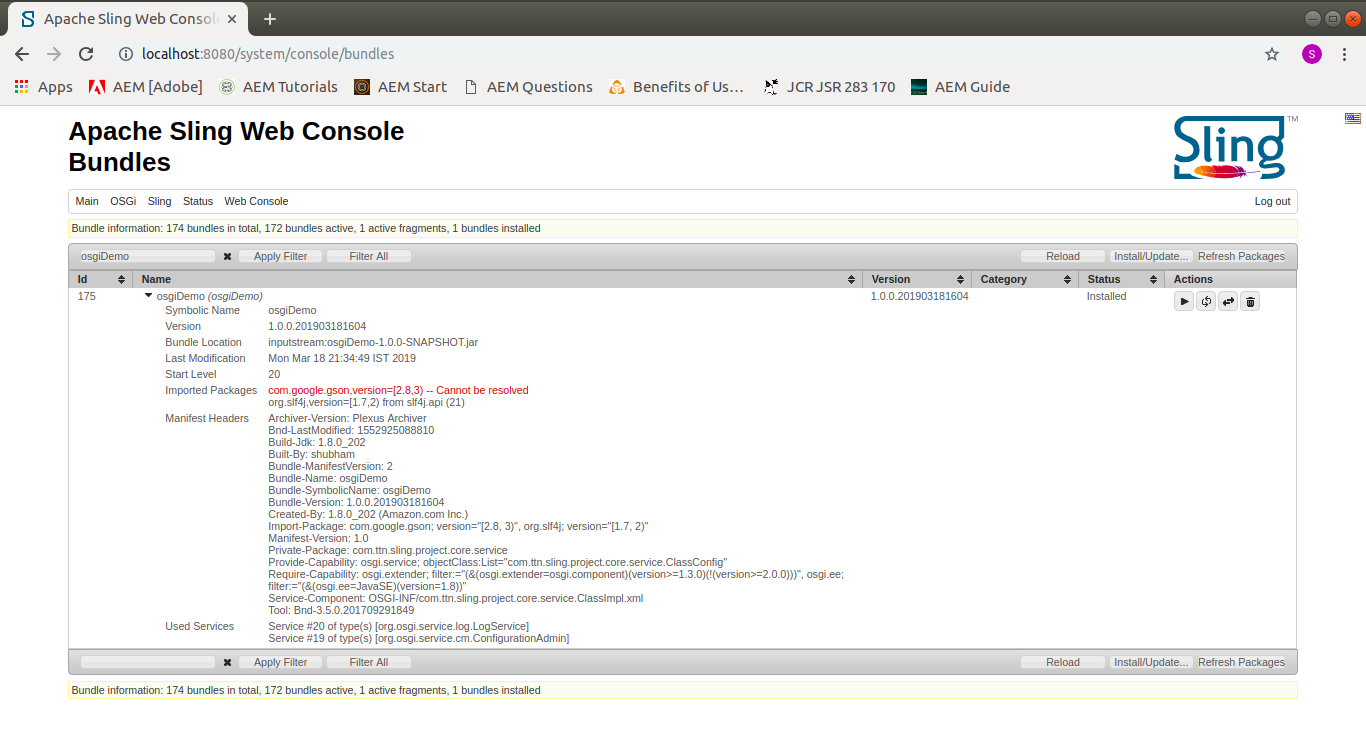 Apache Sling Web Consol
localhost:8080/system/console/bundles
S
Apps AEM [Adobe] AEM Tutorials AEM Start AEM Questions Benefits of Us… JCR JSR 283 170 AEM Guide
Apache Sling Web Console
Bundles
Sling TM
Main OSGi Sling Status Web Console Log out
Bundle information: 174 bundles in total, 172 bundles active, 1 active fragments, 1 bundles installed
osgiDemo Apply Filter Filter All Reload Install/Update... Refresh Packages
Id Name Version Category Status Actions
175 osgiDemo (osgiDemo) 1.0.0.201903181604 Installed
Symbolic Name osgiDemo
Version 1.0.0.201903181604
Bundle Location inputstream:osgiDemo-1.0.0-SNAPSHOT.jar
Last Modification Mon Mar 18 21:34:49 IST 2019
Start Level 20
Imported Packages com.google.gson,version=[2.8,3) -- Cannot be resolved
org.slf4j,version=[1.7,2) from slf4j.api (21)
Manifest Headers Archiver-Version: Plexus Archiver
Bnd-LastModified: 1552925088810
Build-Jdk: 1.8.0_202
Built-By: shubham
Bundle-ManifestVersion: 2
Bundle-Name: osgiDemo
Bundle-SymbolicName: osgiDemo
Bundle-Version: 1.0.0.201903181604
Created-By: 1.8.0_202 (Amazon.com Inc.)
Import-Package: com.google.gson; version="[2.8, 3)", org.slf4j; version="[1.7, 2)"
Manifest-Version: 1.0
Private-Package: com.ttn.sling.project.core.service
Provide-Capability: osgi.service; objectClass:List="com.ttn.sling.project.core.service.ClassConfig"
Require-Capability: osgi.extender; filter:="(&(osgi.extender=osgi.component)(version>=1.3.0)(!(version>=2.0.0)))", osgi.ee;
filter:="(&(osgi.ee=JavaSE)(version=1.8))"
Service-Component: OSGI-INF/com.ttn.sling.project.core.service.ClassImpl.xml
Tool: Bnd-3.5.0.201709291849
Used Services Service #20 of type(s) [org.osgi.service.log.LogService]
Service #19 of type(s) [org.osgi.service.cm.ConfigurationAdmin]
Apply Filter Filter All Reload Install/Update... Refresh Packages
Bundle information: 174 bundles in total, 172 bundles active, 1 active fragments, 1 bundles installed